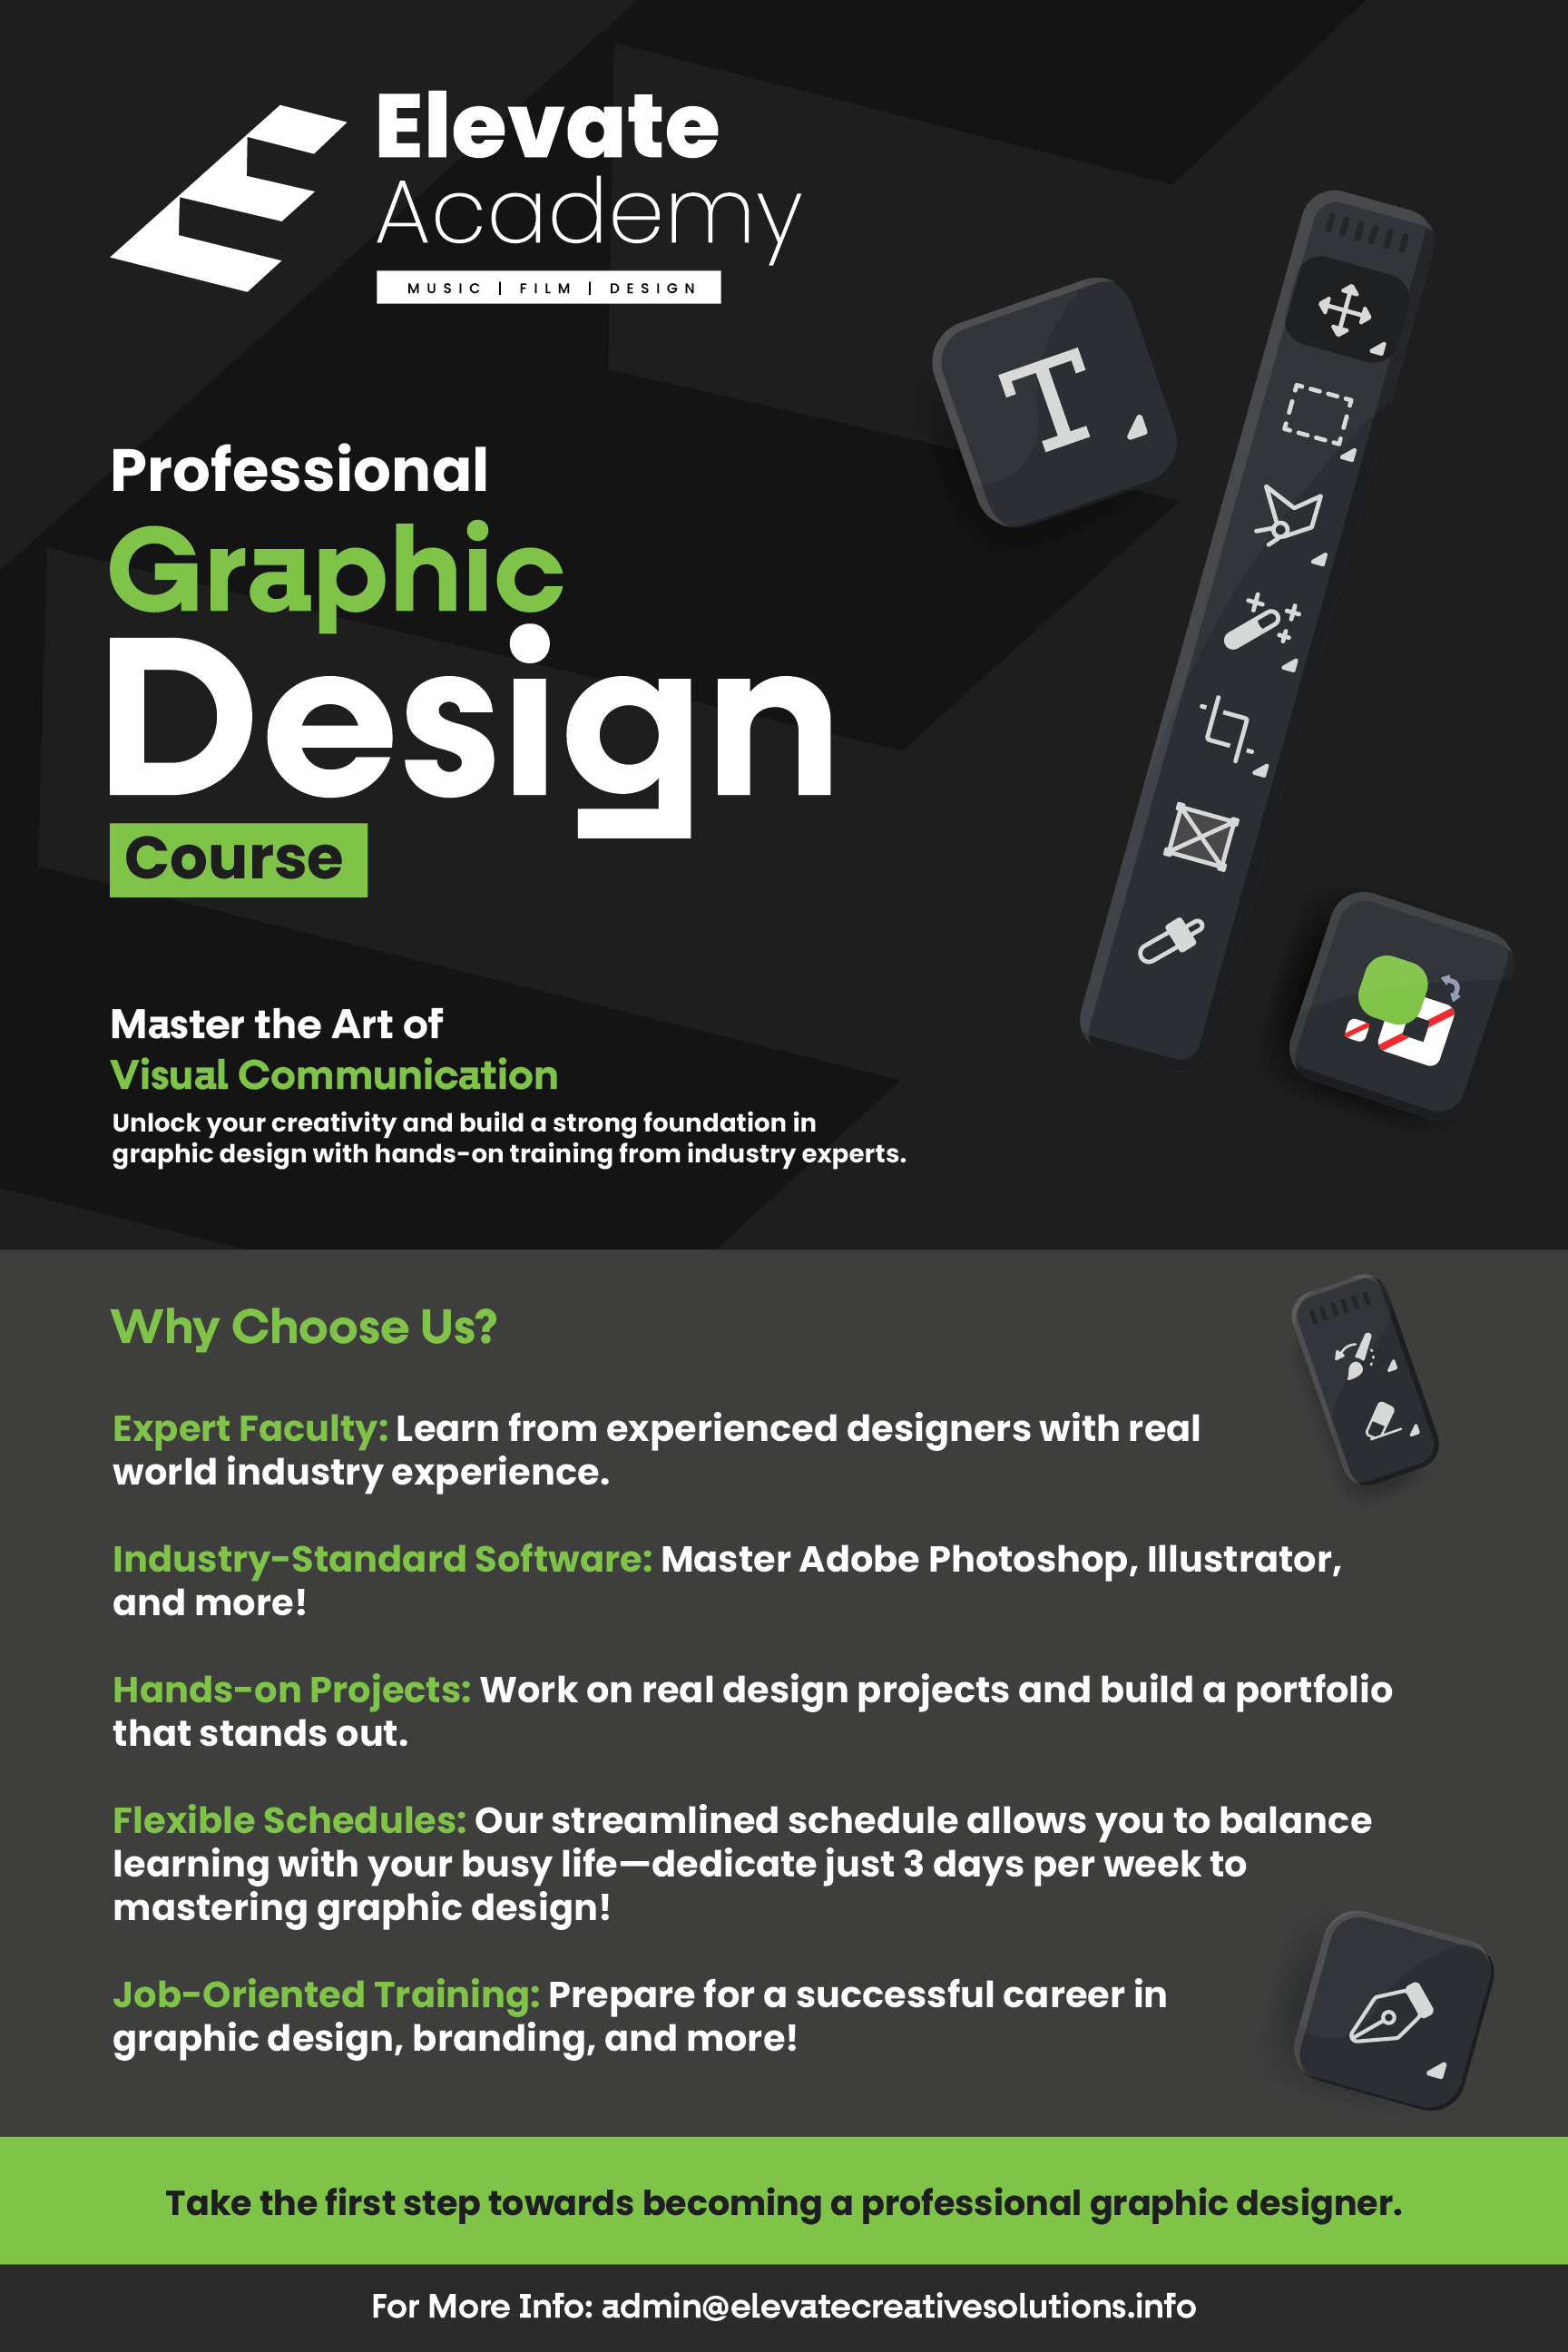 Elevate
Academy
MUSIC | FILM | DESIGN
Professional
Graphic
Design
Course
Master the Art of
Visual Communication
Unlock your creativity and build a strong foundation in
graphic design with hands-on training from industry experts.
T
Why Choose Us?
Expert Faculty: Learn from experienced designers with real
world industry experience.
Industry-Standard Software: Master Adobe Photoshop, Illustrator,
and more!
Hands-on Projects: Work on real design projects and build a portfolio
that stands out.
Flexible Schedules: Our streamlined schedule allows you to balance
learning with your busy life—dedicate just 3 days per week to
mastering graphic design!
Job-Oriented Training: Prepare for a successful career in
graphic design, branding, and more!
Take the first step towards becoming a professional graphic designer.
For More Info: admin@elevatecreativesolutions.info